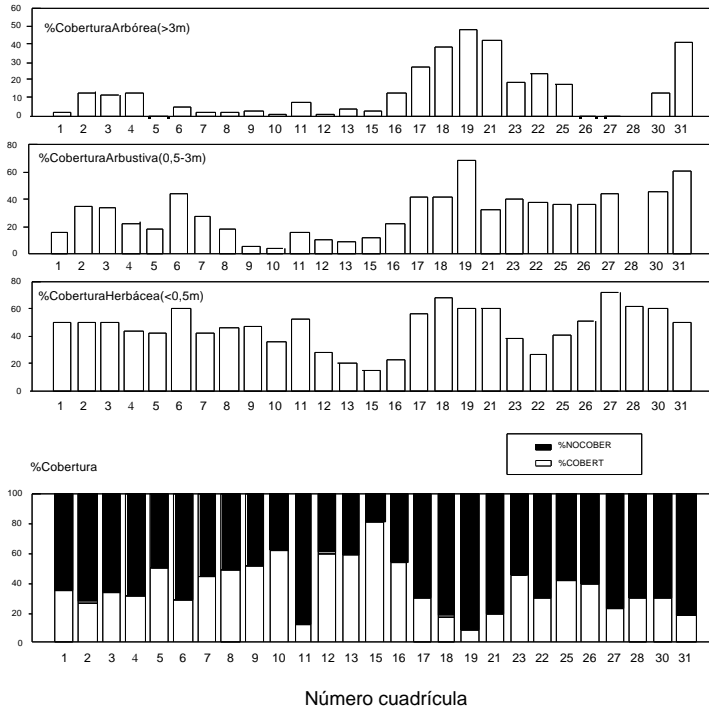 60
50
40
30
20
10
0
%CoberturaArbórea(>3m)
1 2 3 4 5 6 7 8 9 10 11 12 13 15 16 17 18 19 21 23 22 25 26 27 28 30 31
80
60
40
20
0
%CoberturaArbustiva(0,5-3m)
1 2 3 4 5 6 7 8 9 10 11 12 13 15 16 17 18 19 21 23 22 25 26 27 28 30 31
80
60
40
20
0
%CoberturaHerbácea(<0,5m)
1 2 3 4 5 6 7 8 9 10 11 12 13 15 16 17 18 19 21 23 22 25 26 27 28 30 31
%Cobertura
%NOCOBER
%COBERT
100
80
60
40
20
0
1 2 3 4 5 6 7 8 9 10 11 12 13 15 16 17 18 19 21 23 22 25 26 27 28 30 31
Número cuadrícula